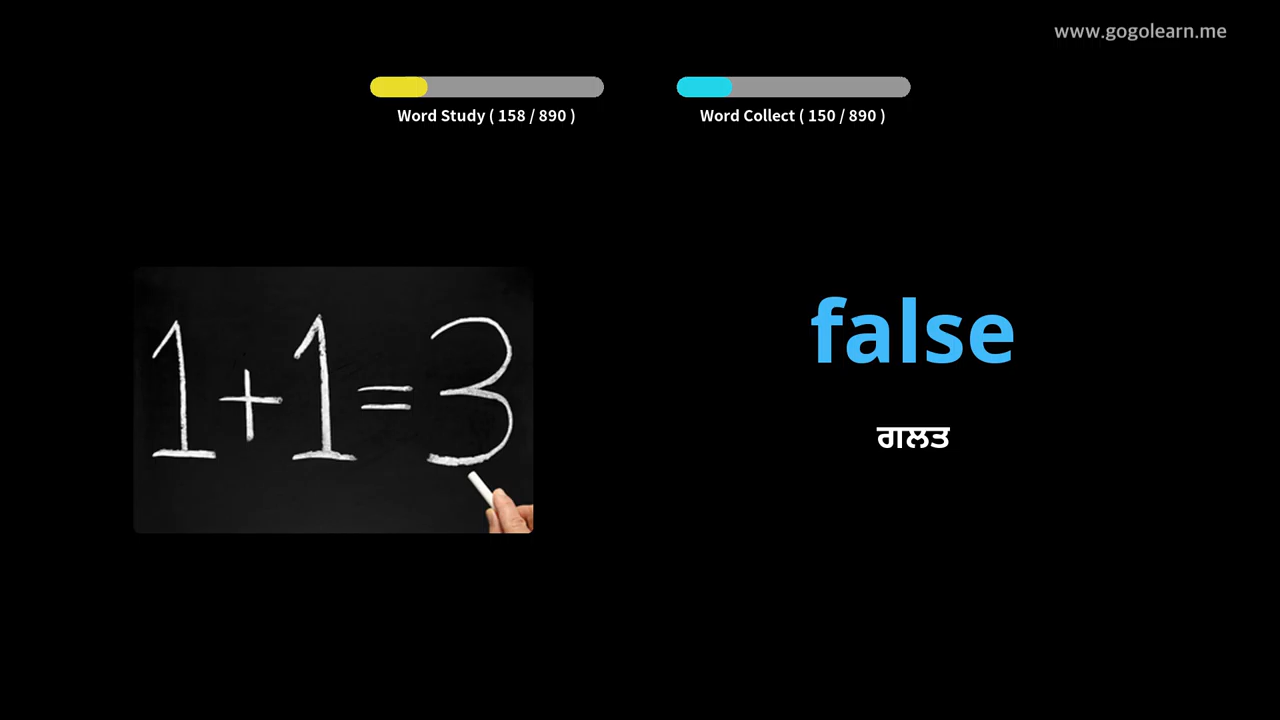 www.gogolearn.me
Word Study ( 158 / 890 )
Word Collect ( 150 / 890 )
1+1=3
false
ਗਲਤ